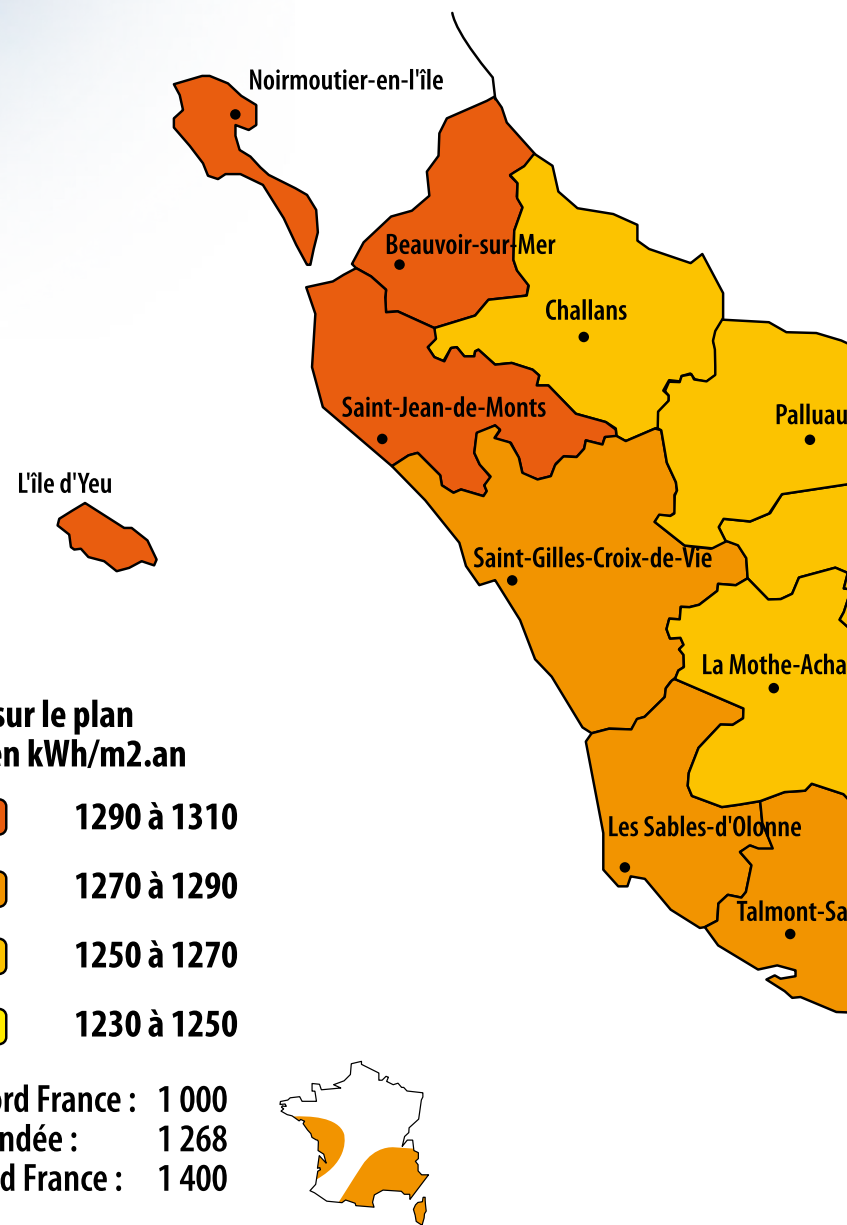 Noirmoutier-en-l'île
Beauvoir-sur-Mer
Challans
Saint-Jean-de-Monts
Palluau
L'île d'Yeu
Saint-Gilles-Croix-de-Vie
La Mothe-Acha
sur le plan
en kWh/m2.an
1290 à 1310
1270 à 1290
Les Sables-d'Olonne
Talmont-Sa
1250 à 1270
1230 à 1250
ord France : 1 000
ndée : 1 268
d France : 1 400